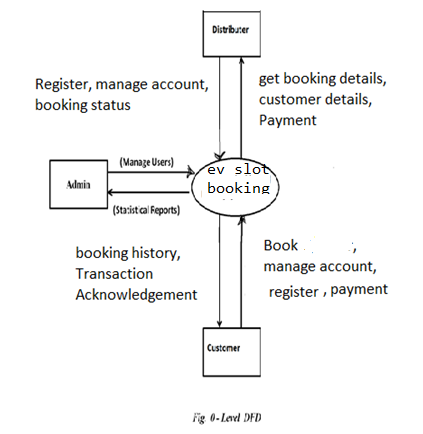 Distributer
Register, manage account,
booking status
get booking details,
customer details,
Payment
(Manage Users)
Admin
ev slot
booking
(Statistical Reports)
booking history,
Transaction
Acknowledgement
Book ,
manage account,
register , payment
Customer
Fig 0-Level DFD